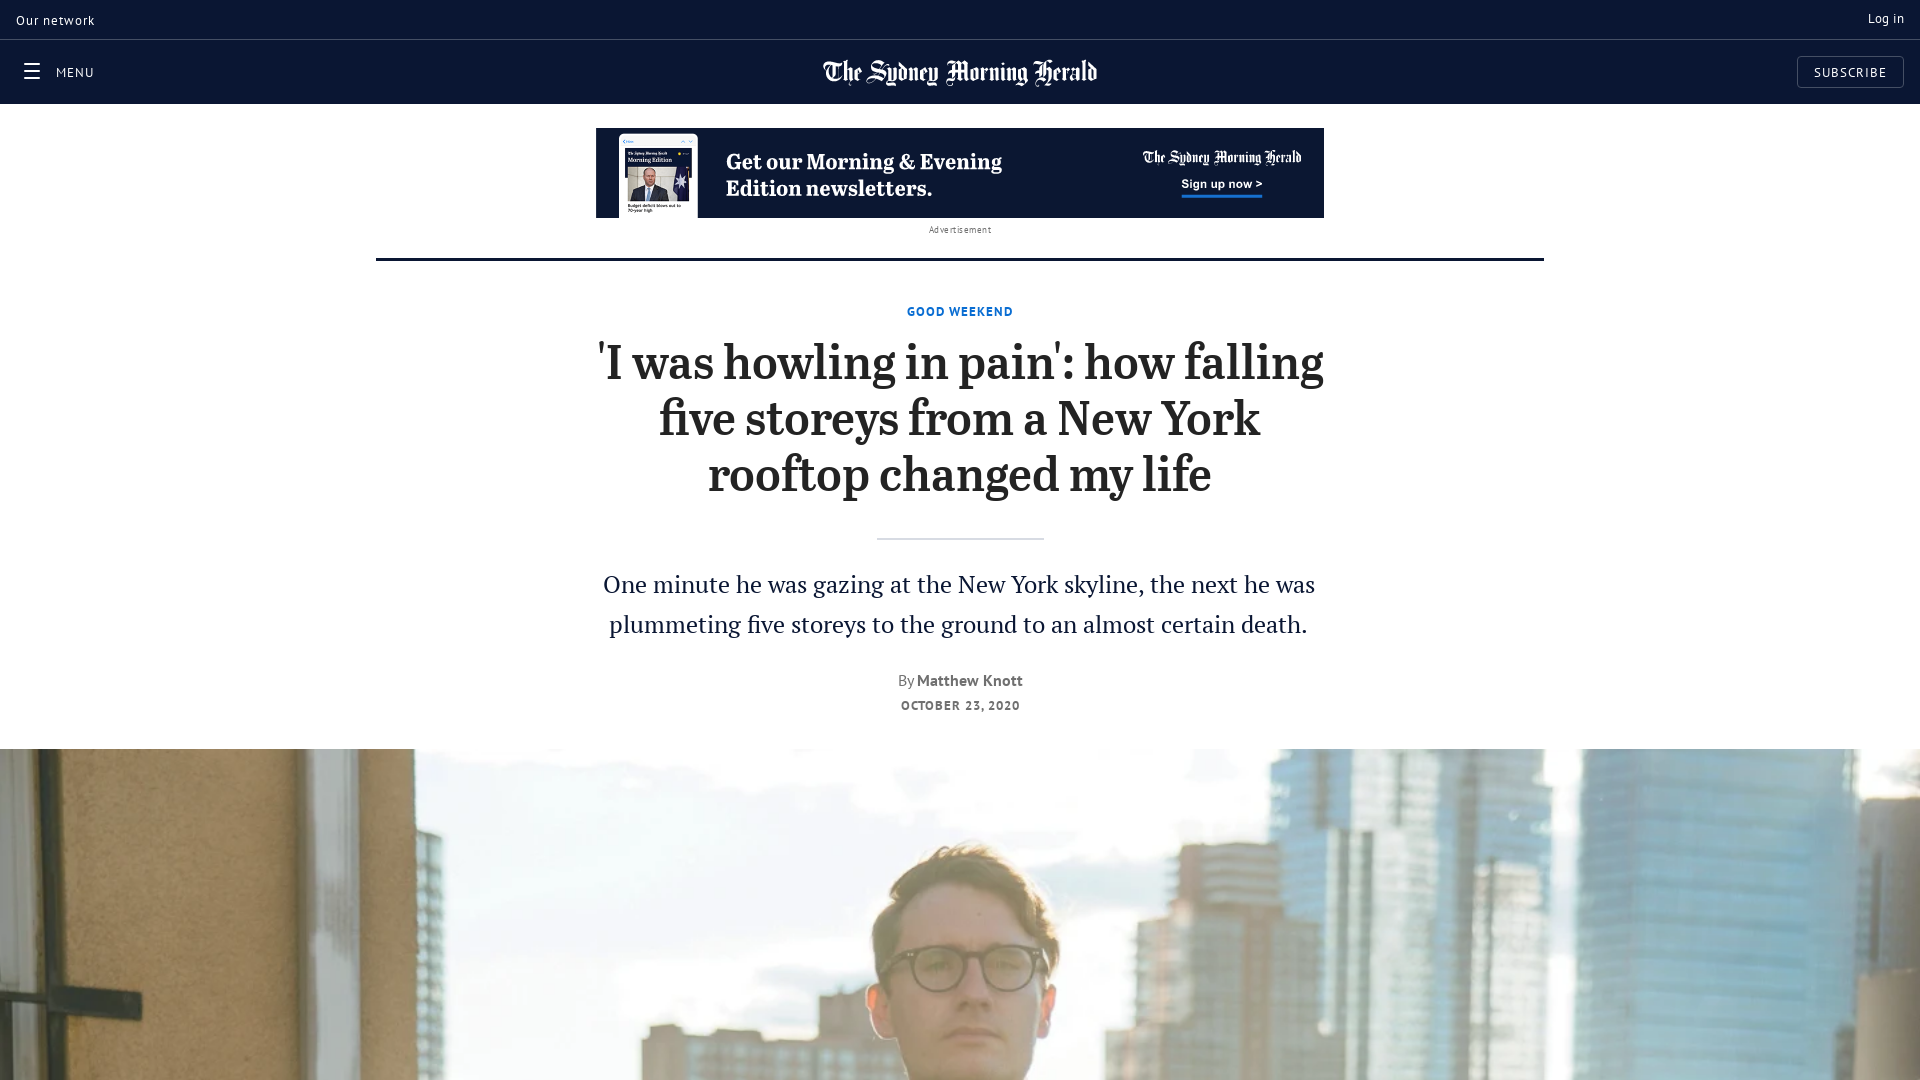 Our network
Log in
MENU
The Sydney Morning Herald
SUBSCRIBE
The Sydney Morning Herald
Morning Edition
Budget deficit blows out to
70-year high
Get our Morning & Evening
Edition newsletters.
The Sydney Morning Herald
Sign up now >
Advertisement
GOOD WEEKEND
'I was howling in pain': how falling
five storeys from a New York
rooftop changed my life
One minute he was gazing at the New York skyline, the next he was
plummeting five storeys to the ground to an almost certain death.
By Matthew Knott
OCTOBER 23, 2020